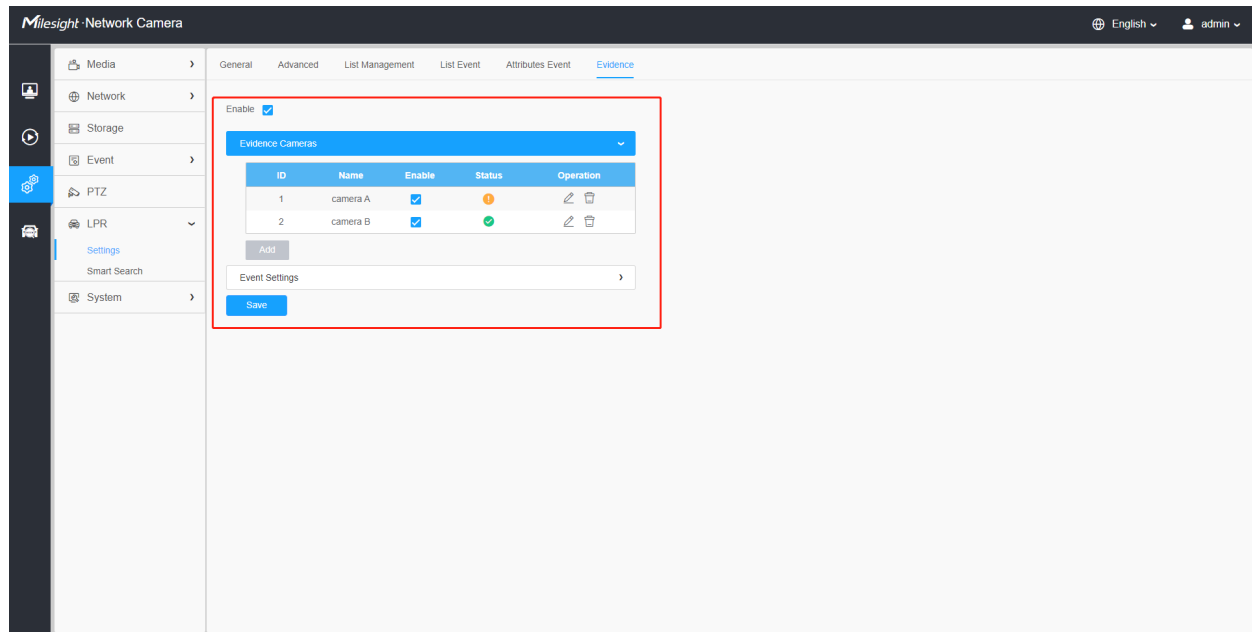 Milesight · Network Camera
English
admin
Media
Network
Storage
Event
PTZ
LPR
Settings
Smart Search
System
General Advanced List Management List Event Attributes Event Evidence
Enable
Evidence Cameras
ID Name Enable Status Operation
1 camera A
2 camera B
Add
Event Settings
Save